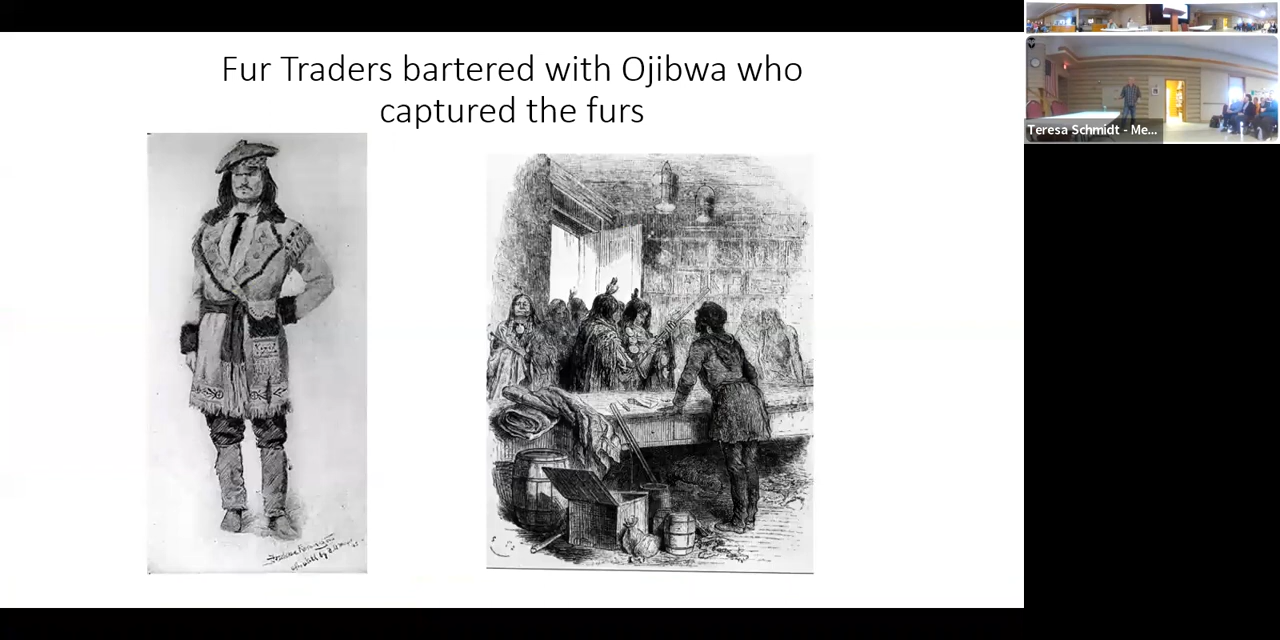 Fur Traders bartered with Ojibwa who
captured the furs
Teresa Schmidt - Me...